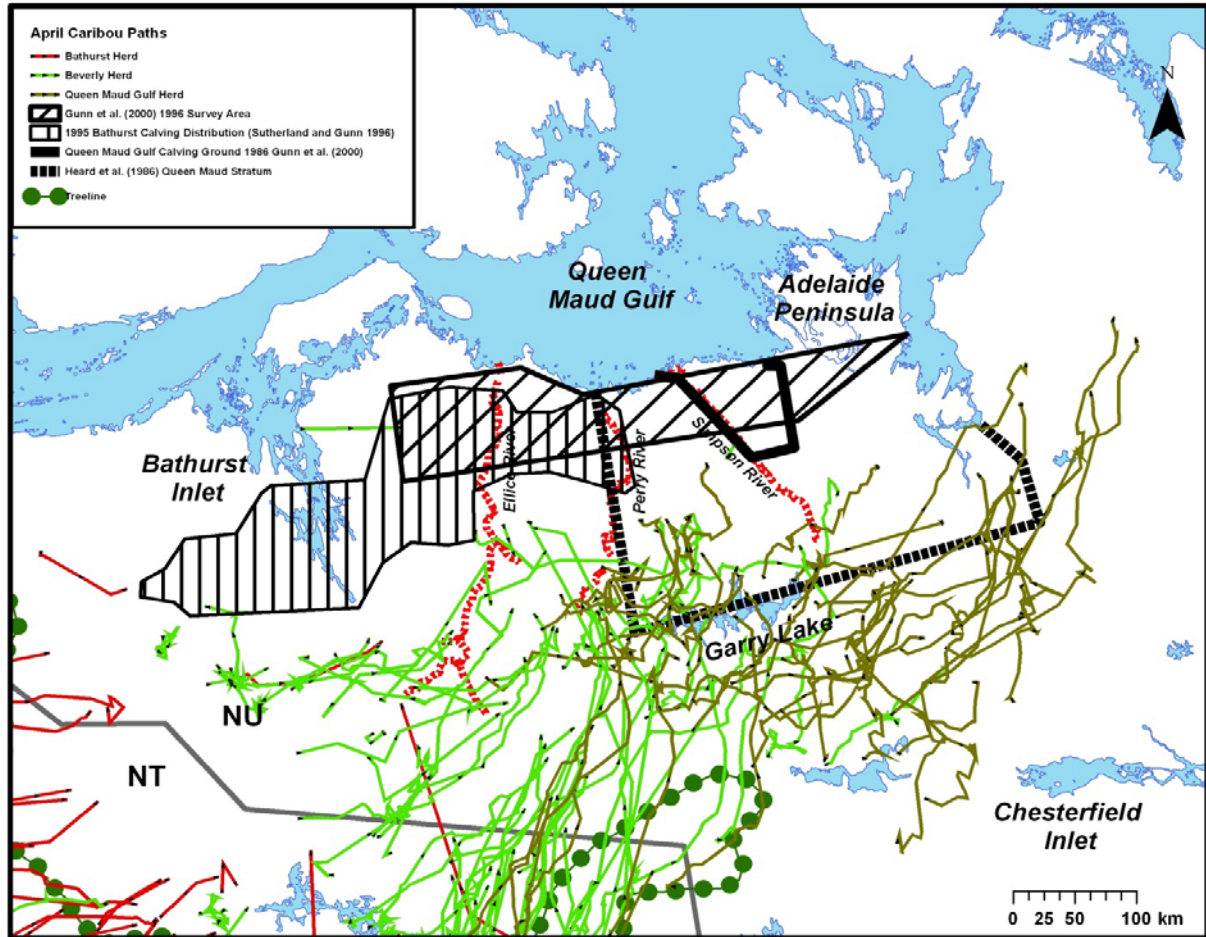 April Caribou Paths
Bathurst Herd
Beverly Herd
Queen Maud Gulf Herd
Gunn et al. (2000) 1996 Survey Area
1995 Bathurst Calving Distribution (Sutherland and Gunn 1996)
Queen Maud Gulf Calving Ground 1986 Gunn et al. (2000)
Heard et al. (1986) Queen Maud Stratum
Treeline
N
Queen
Maud Gulf
Adelaide
Peninsula
Bathurst
Inlet
Ellice River
Perry River
Simpson River
Garry Lake
NU
NT
Chesterfield
Inlet
0 25 50 100 km